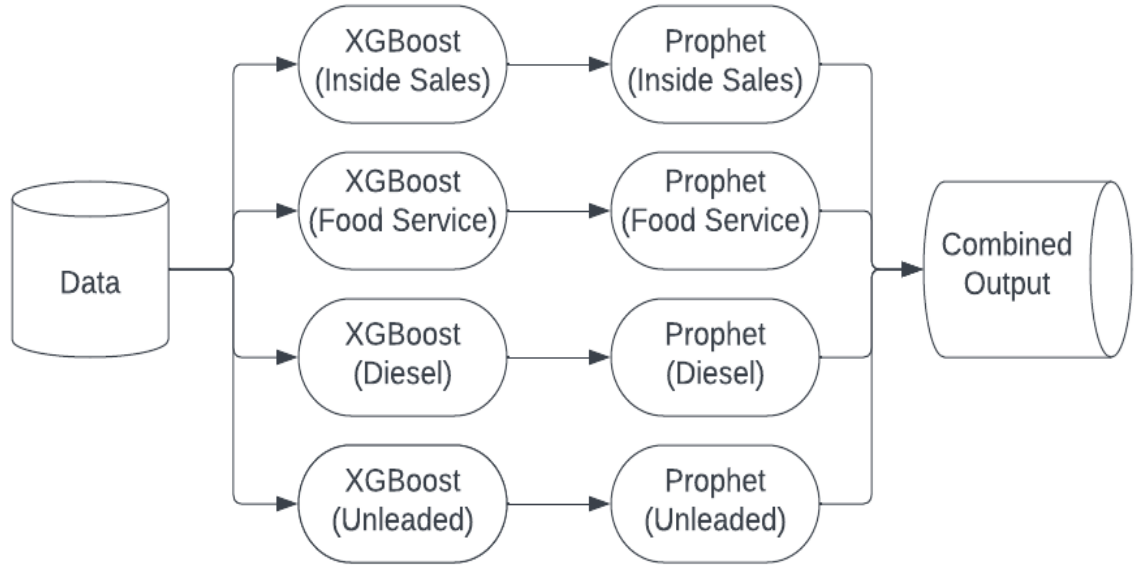 XGBoost
(Inside Sales)
Prophet
(Inside Sales)
XGBoost
(Food Service)
Prophet
(Food Service)
Data
Combined
Output
XGBoost
(Diesel)
Prophet
(Diesel)
XGBoost
(Unleaded)
Prophet
(Unleaded)